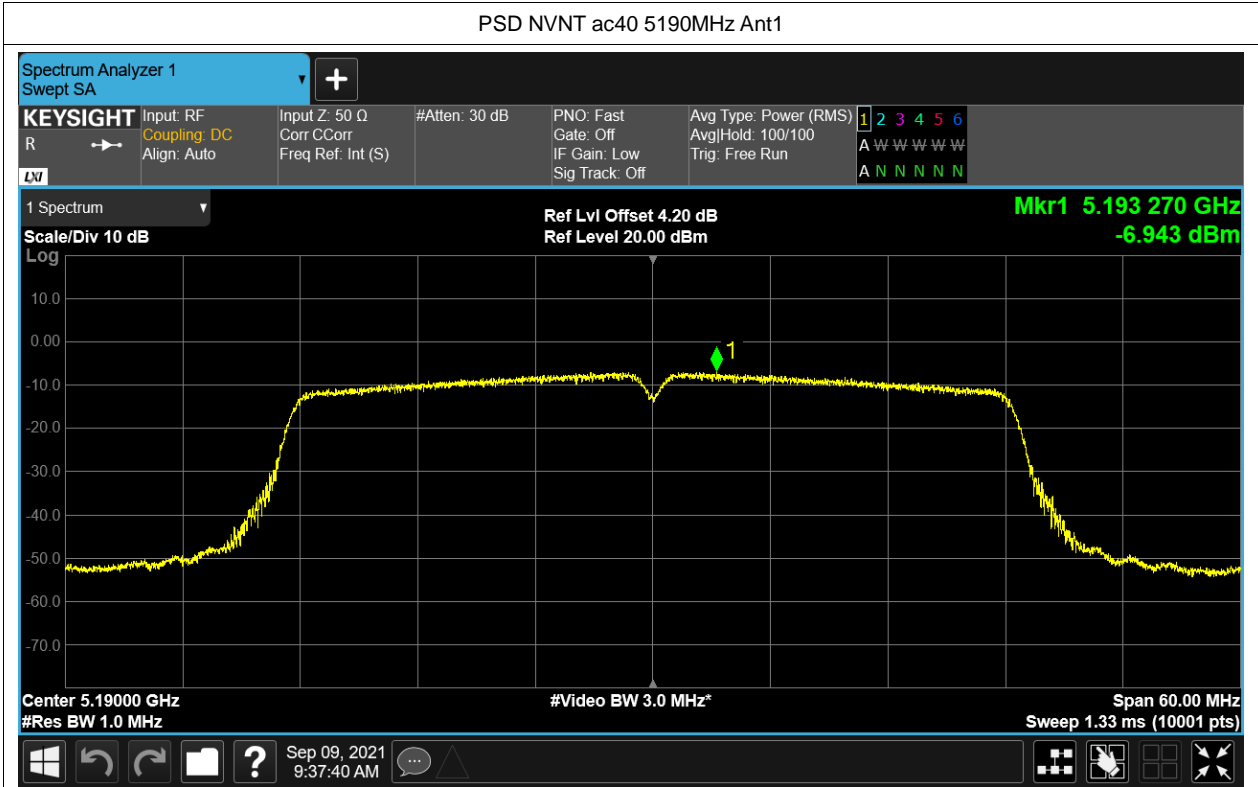 PSD NVNT ac40 5190MHz Ant1
Spectrum Analyzer 1
Swept SA
KEYSIGHT
R
LXI
Input: RF
Coupling: DC
Align: Auto
Input Z: 50 Ω
Corr CCorr
Freq Ref: Int (S)
#Atten: 30 dB
PNO: Fast
Gate: Off
IF Gain: Low
Sig Track: Off
Avg Type: Power (RMS)
Avg|Hold: 100/100
Trig: Free Run
1 2 3 4 5 6
A W W W W W
A N N N N N
1 Spectrum
Scale/Div 10 dB
Log
Ref Lvl Offset 4.20 dB
Ref Level 20.00 dBm
Mkr1 5.193 270 GHz
-6.943 dBm
10.0
0.00
-10.0
-20.0
-30.0
-40.0
-50.0
-60.0
-70.0
1
Center 5.19000 GHz
#Res BW 1.0 MHz
#Video BW 3.0 MHz*
Span 60.00 MHz
Sweep 1.33 ms (10001 pts)
?
Sep 09, 2021
9:37:40 AM